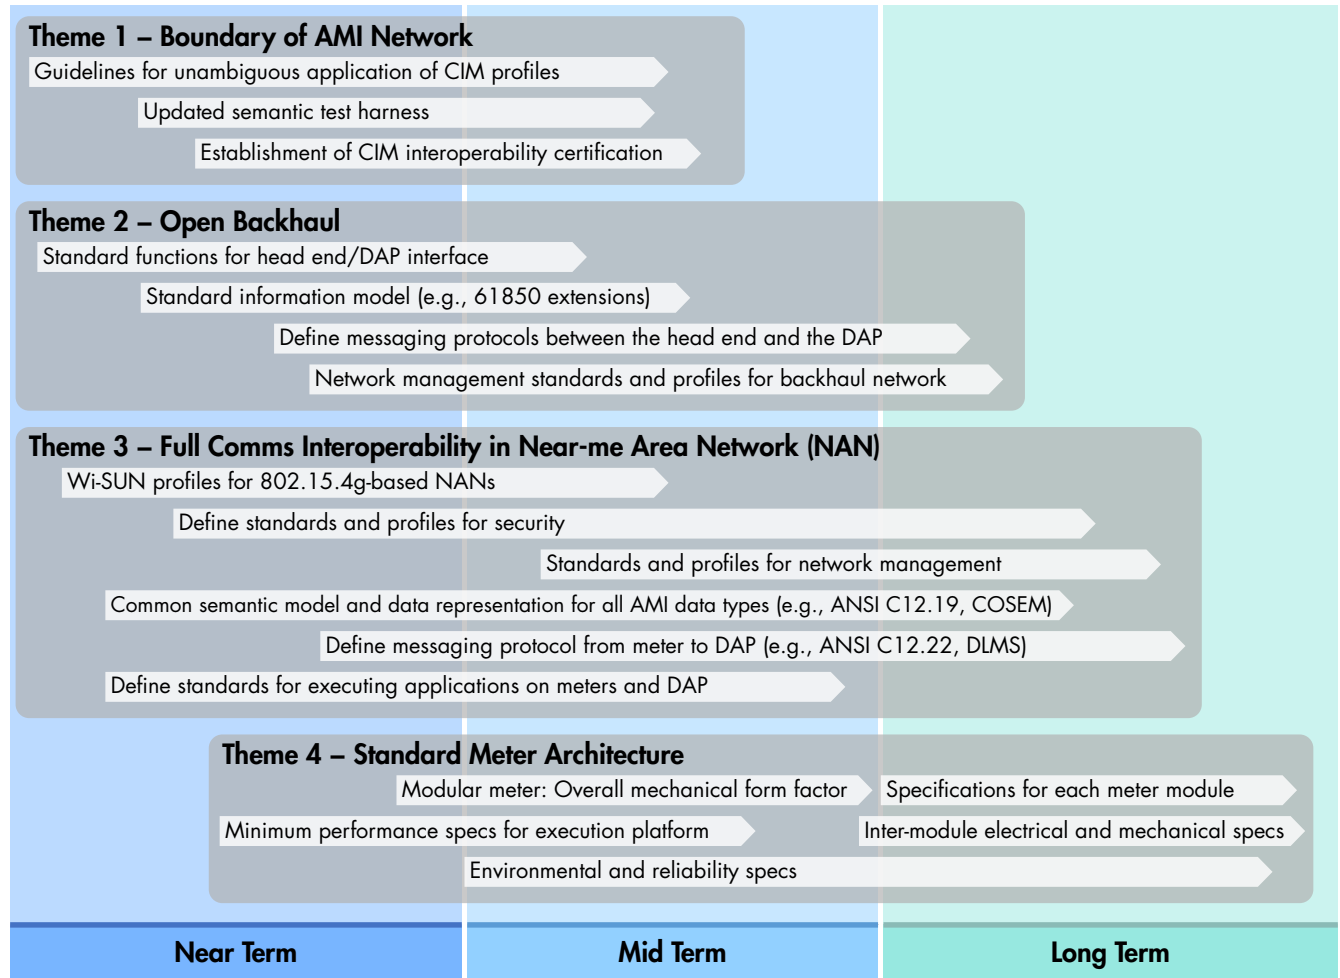 Theme 1 – Boundary of AMI Network
Guidelines for unambiguous application of CIM profiles
Updated semantic test harness
Establishment of CIM interoperability certification
Theme 2 – Open Backhaul
Standard functions for head end/DAP interface
Standard information model (e.g., 61850 extensions)
Define messaging protocols between the head end and the DAP
Network management standards and profiles for backhaul network
Theme 3 – Full Comms Interoperability in Near-me Area Network (NAN)
Wi-SUN profiles for 802.15.4g-based NANs
Define standards and profiles for security
Standards and profiles for network management
Common semantic model and data representation for all AMI data types (e.g., ANSI C12.19, COSEM)
Define messaging protocol from meter to DAP (e.g., ANSI C12.22, DLMS)
Define standards for executing applications on meters and DAP
Theme 4 – Standard Meter Architecture
Modular meter: Overall mechanical form factor
Specifications for each meter module
Minimum performance specs for execution platform
Inter-module electrical and mechanical specs
Environmental and reliability specs
Near Term
Mid Term
Long Term